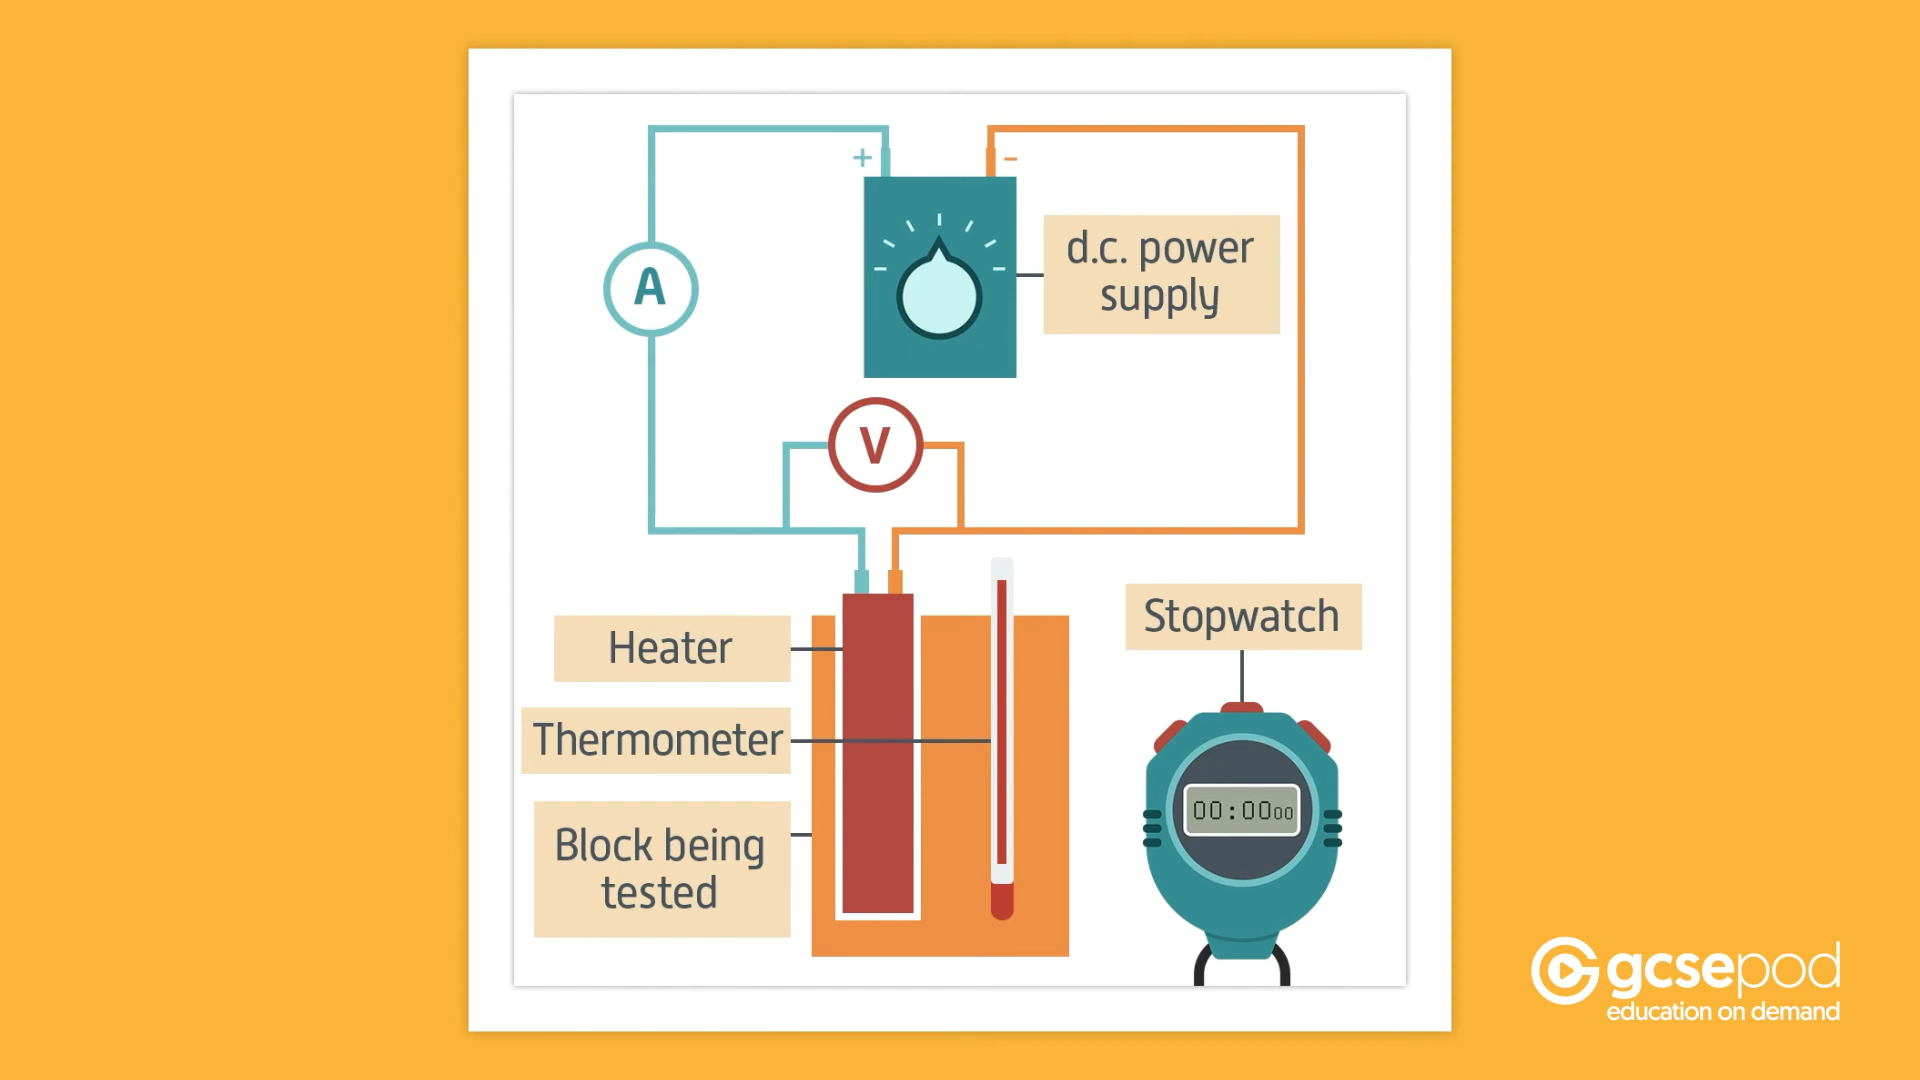 + −
d.c. power
supply
A
V
Heater
Stopwatch
Thermometer
00:0000
Block being
tested
gcsepod
education on demand